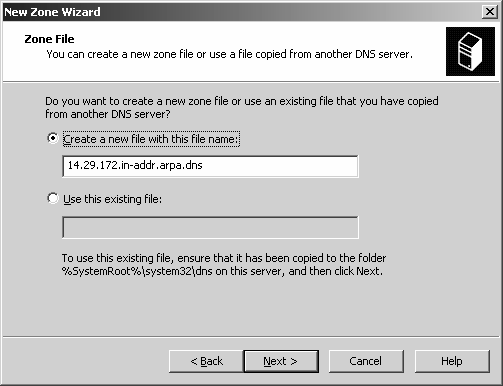 New Zone Wizard
Zone File
You can create a new zone file or use a file copied from another DNS server.
Do you want to create a new zone file or use an existing file that you have copied
from another DNS server?
Create a new file with this file name:
14.29.172.in-addr.arpa.dns
Use this existing file:
To use this existing file, ensure that it has been copied to the folder
%SystemRoot%\system32\dns on this server, and then click Next.
< Back
Next >
Cancel
Help